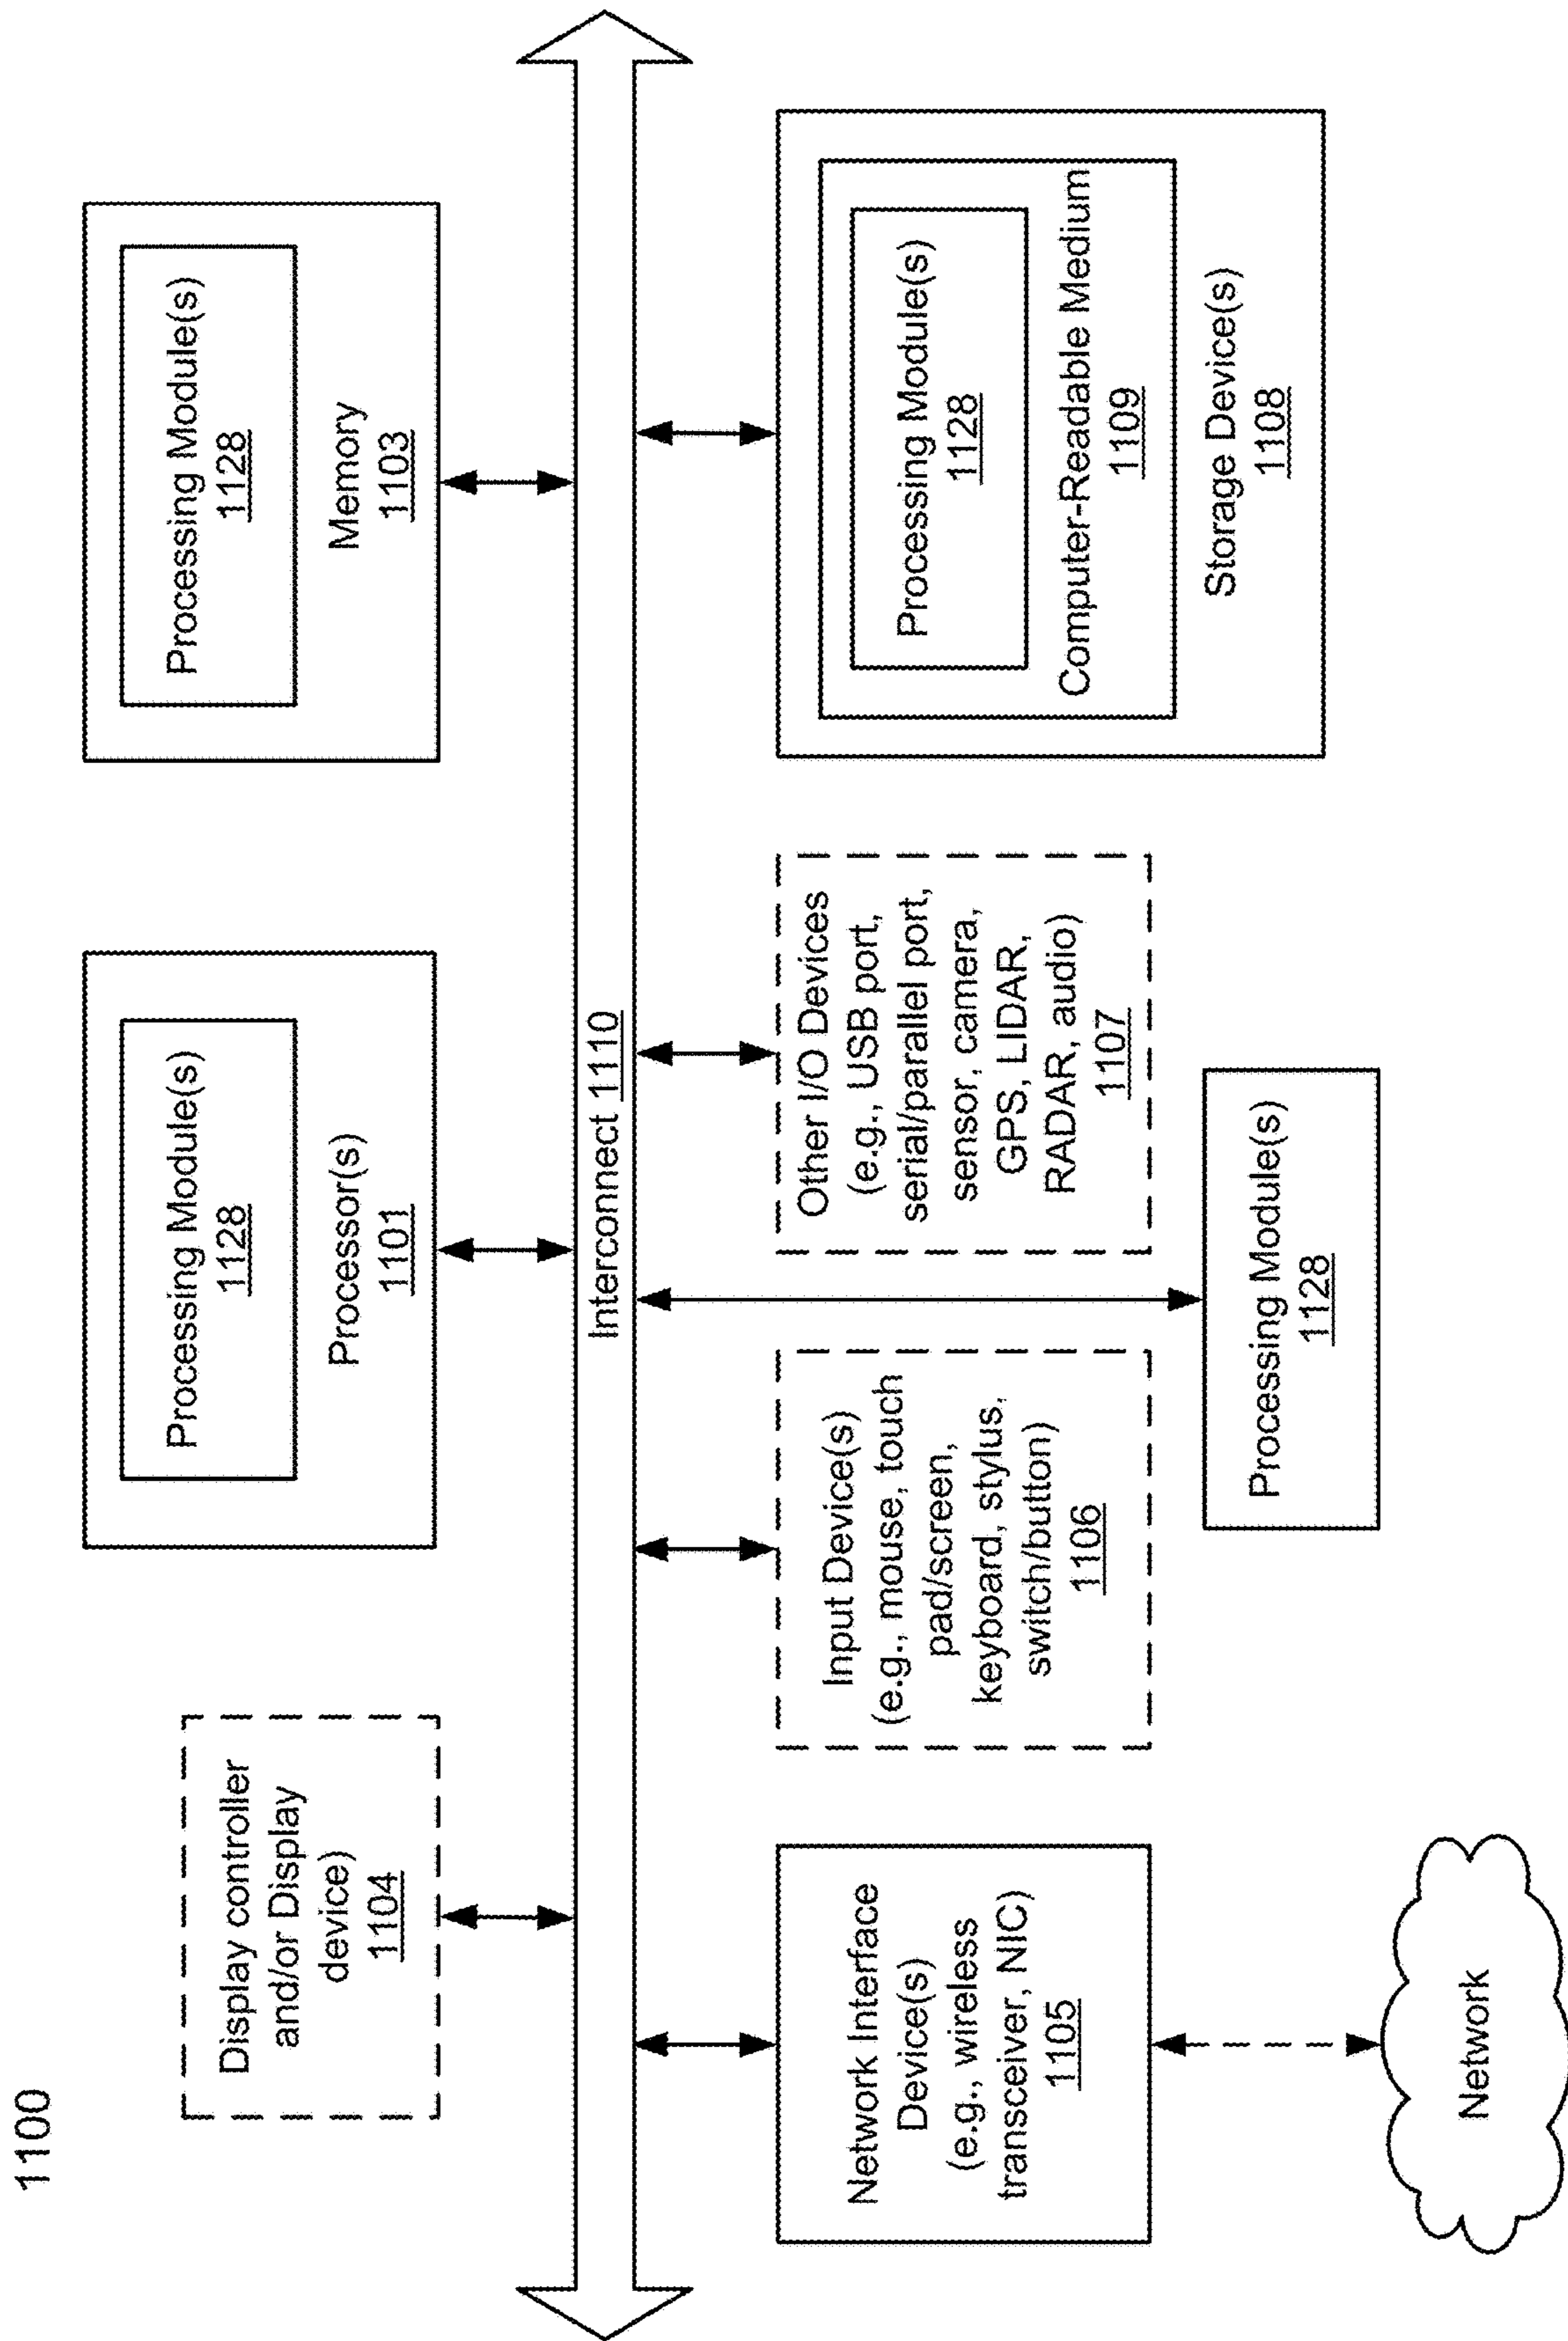 1100
Display controller
and/or Display
device)
1104
Processing Module(s)
1128
Processor(s)
1101
Processing Module(s)
1128
Memory
1103
Interconnect 1110
Network Interface
Device(s)
(e.g., wireless
transceiver, NIC)
1105
Input Device(s)
(e.g., mouse, touch
pad/screen,
keyboard, stylus,
switch/button)
1106
Other I/O Devices
(e.g., USB port,
serial/parallel port,
sensor, camera,
GPS, LIDAR,
RADAR, audio)
1107
Processing Module(s)
1128
Computer-Readable Medium
1109
Storage Device(s)
1108
Processing Module(s)
1128
Network